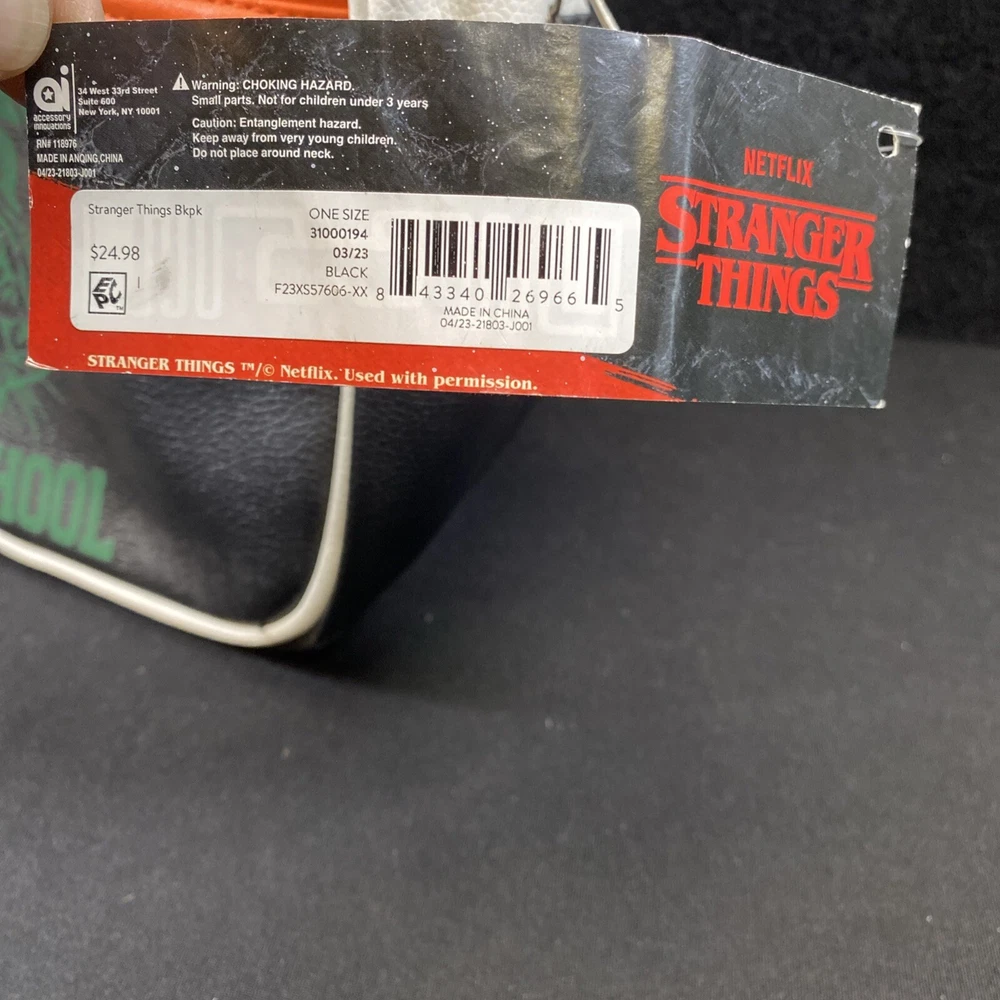 ai
accessory
innovations
34 West 33rd Street
Suite 600
New York, NY 10001
RN# 118976
MADE IN ANQING,CHINA
04/23-21803-J001
Warning: CHOKING HAZARD.
Small parts. Not for children under 3 years
Caution: Entanglement hazard.
Keep away from very young children.
Do not place around neck.
Stranger Things Bkpk
$24.98
ONE SIZE
31000194
03/23
BLACK
F23XS57606-XX
8 43340 26966 5
MADE IN CHINA
04/23-21803-J001
STRANGER THINGS ™/© Netflix. Used with permission.
NETFLIX
STRANGER
THINGS
HOOL